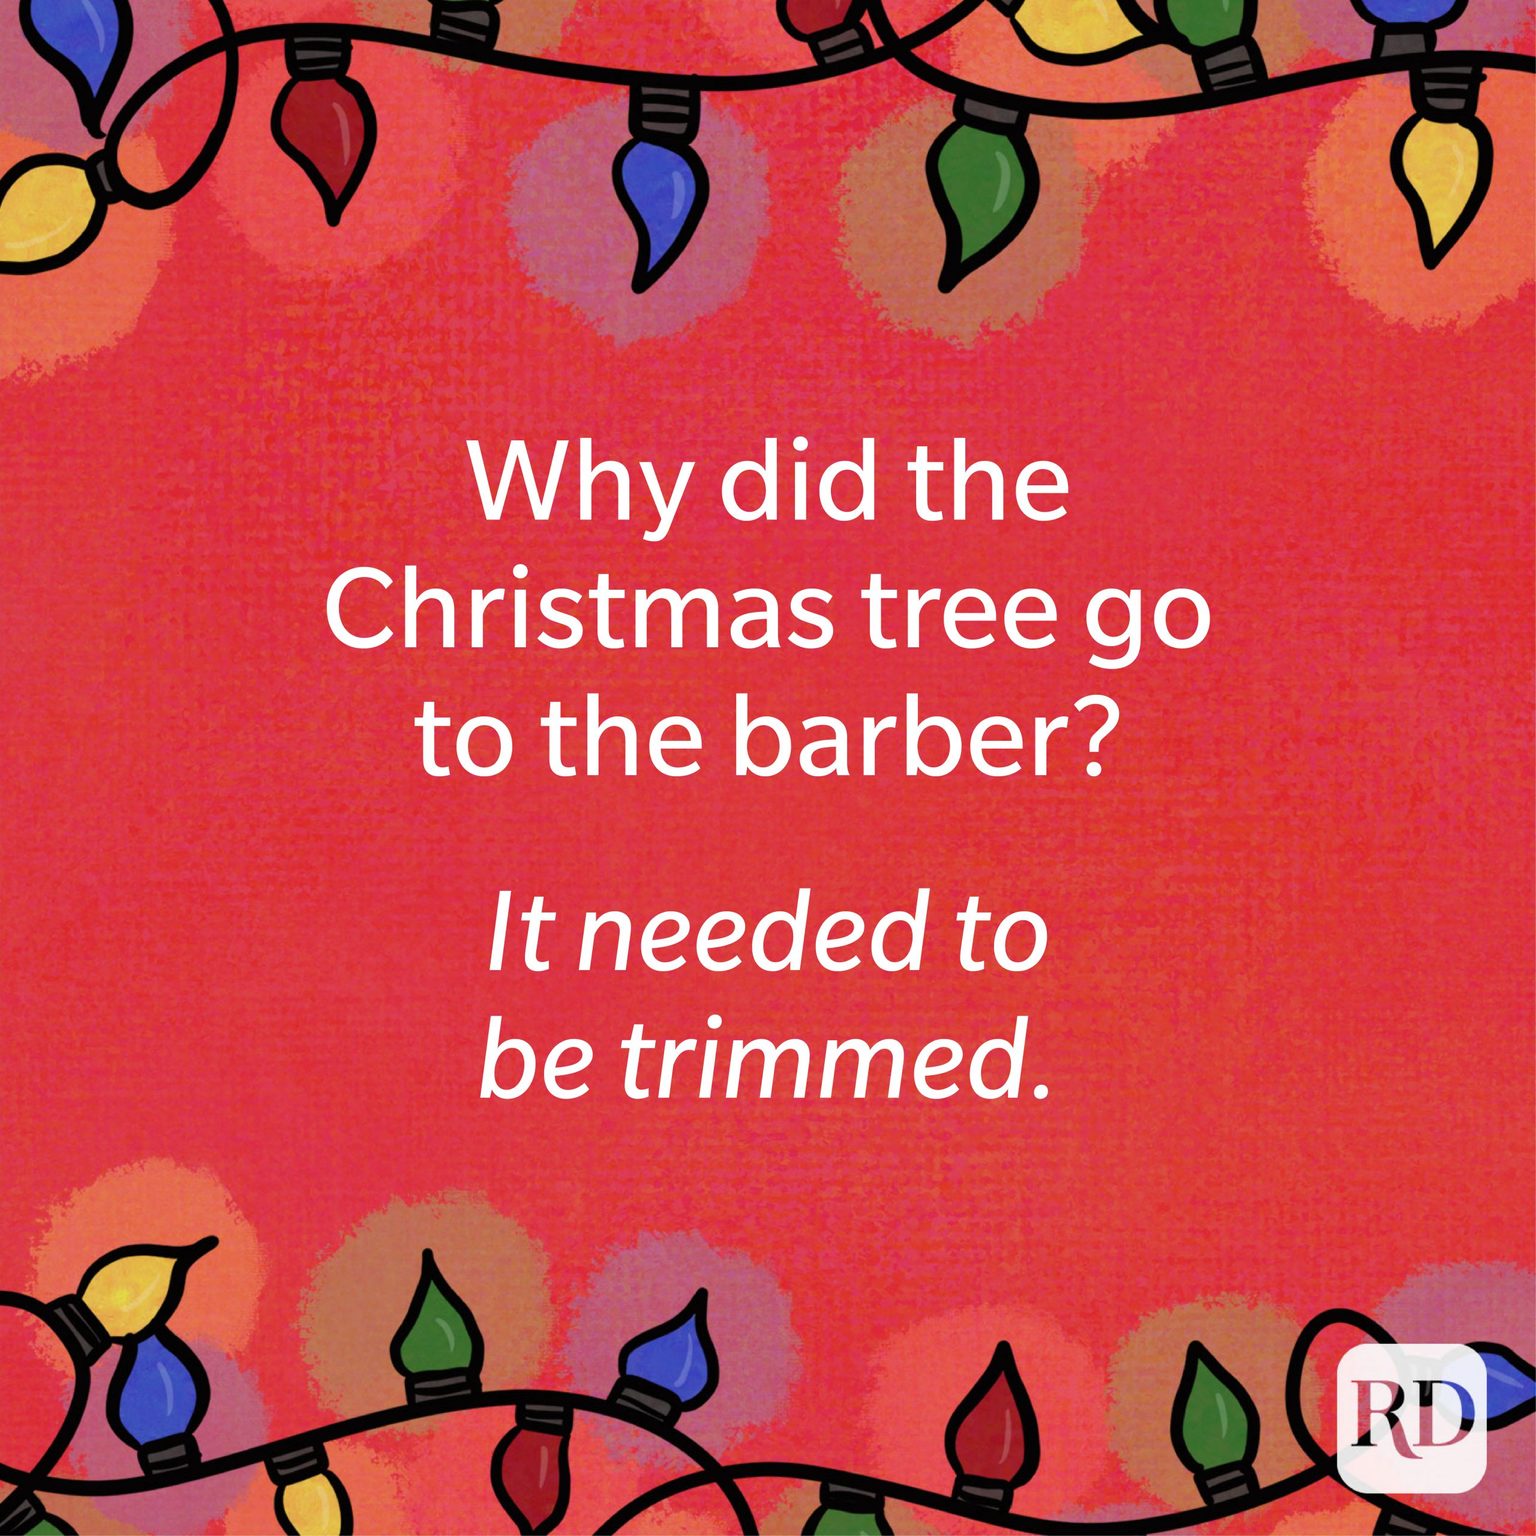 Why did the
Christmas tree go
to the barber?
It needed to
be trimmed.
RD